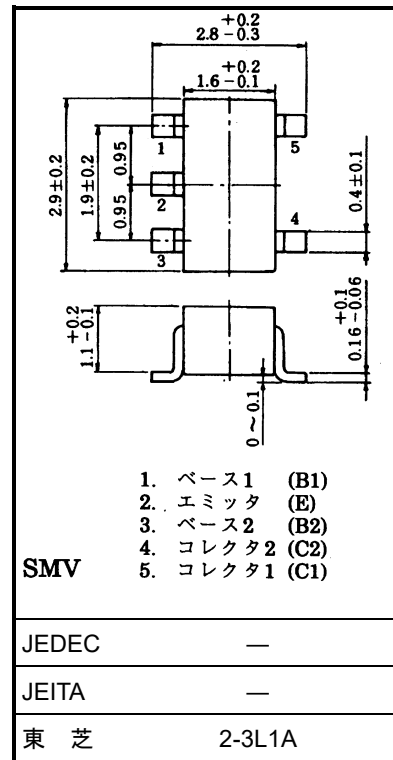 +0.2
2.8 -0.3
+0.2
1.6 -0.1
2.9±0.2
1.9±0.2
0.95
0.95
1
2
3
5
4
0.4±0.1
+0.2
1.1 -0.1
+0.1
0.16 -0.06
0~0.1
1. ベース1 (B1)
2. エミッタ (E)
3. ベース2 (B2)
4. コレクタ2 (C2)
SMV 5. コレクタ1 (C1)
JEDEC —
JEITA —
東 芝 2-3L1A